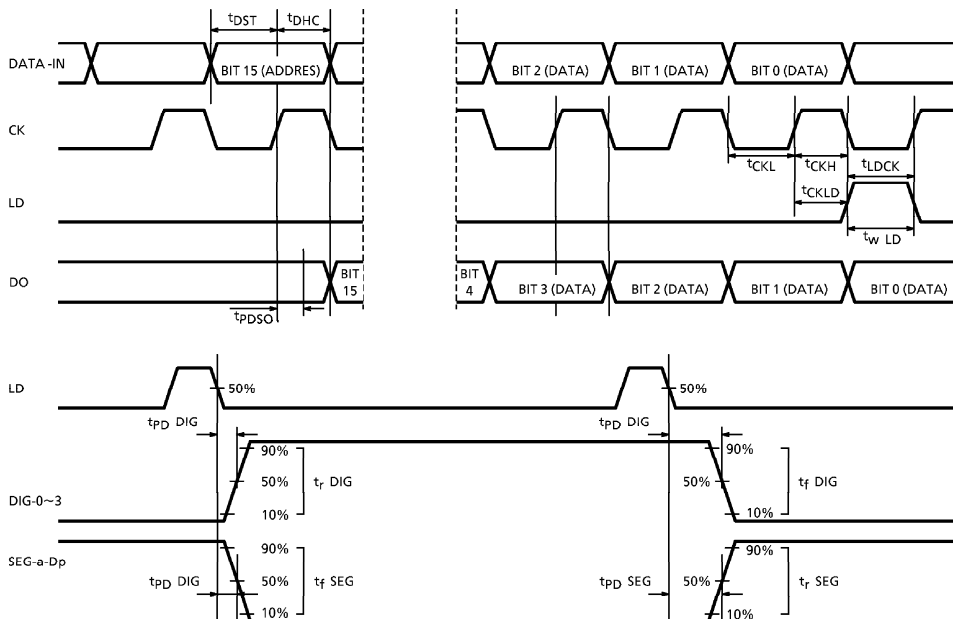 tDST tDHC
DATA -IN BIT 15 (ADDRES) BIT 2 (DATA) BIT 1 (DATA) BIT 0 (DATA)
CK
tCKL tCKH tLDCK
tCKLD
LD
tw LD
DO BIT 15 BIT 4 BIT 3 (DATA) BIT 2 (DATA) BIT 1 (DATA) BIT 0 (DATA)
tPDSO
LD 50% 50%
tPD DIG tPD DIG
90% 90%
50% tr DIG 50% tf DIG
DIG-0~3 10% 10%
SEG-a-Dp 90% 90%
tPD DIG 50% tf SEG tPD SEG 50% tr SEG
10% 10%